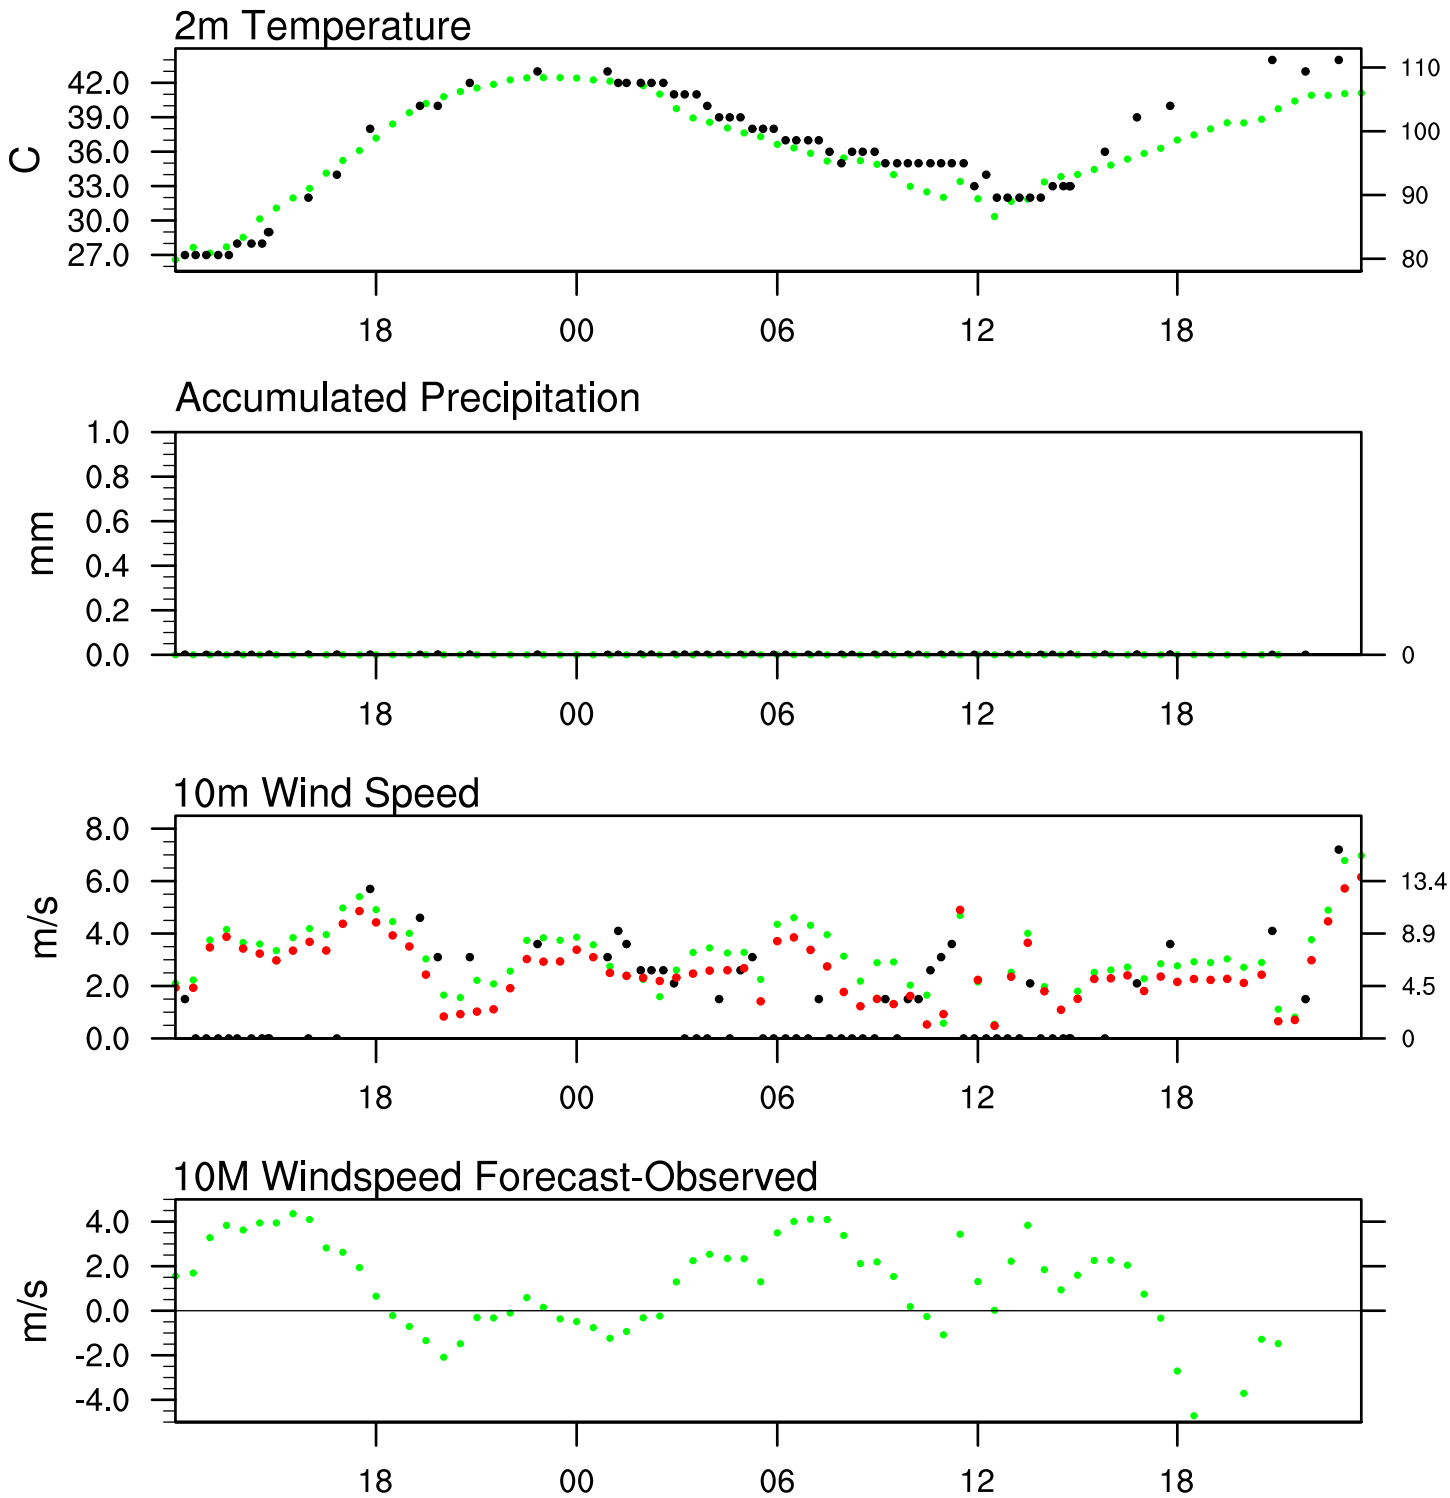 2m Temperature
42.0
39.0
36.0
33.0
30.0
27.0
C
110
100
90
80
18 00 06 12 18
Accumulated Precipitation
1.0
0.8
0.6
0.4
0.2
0.0
mm
0
18 00 06 12 18
10m Wind Speed
8.0
6.0
4.0
2.0
0.0
m/s
13.4
8.9
4.5
0
18 00 06 12 18
10M Windspeed Forecast-Observed
4.0
2.0
0.0
-2.0
-4.0
m/s
18 00 06 12 18